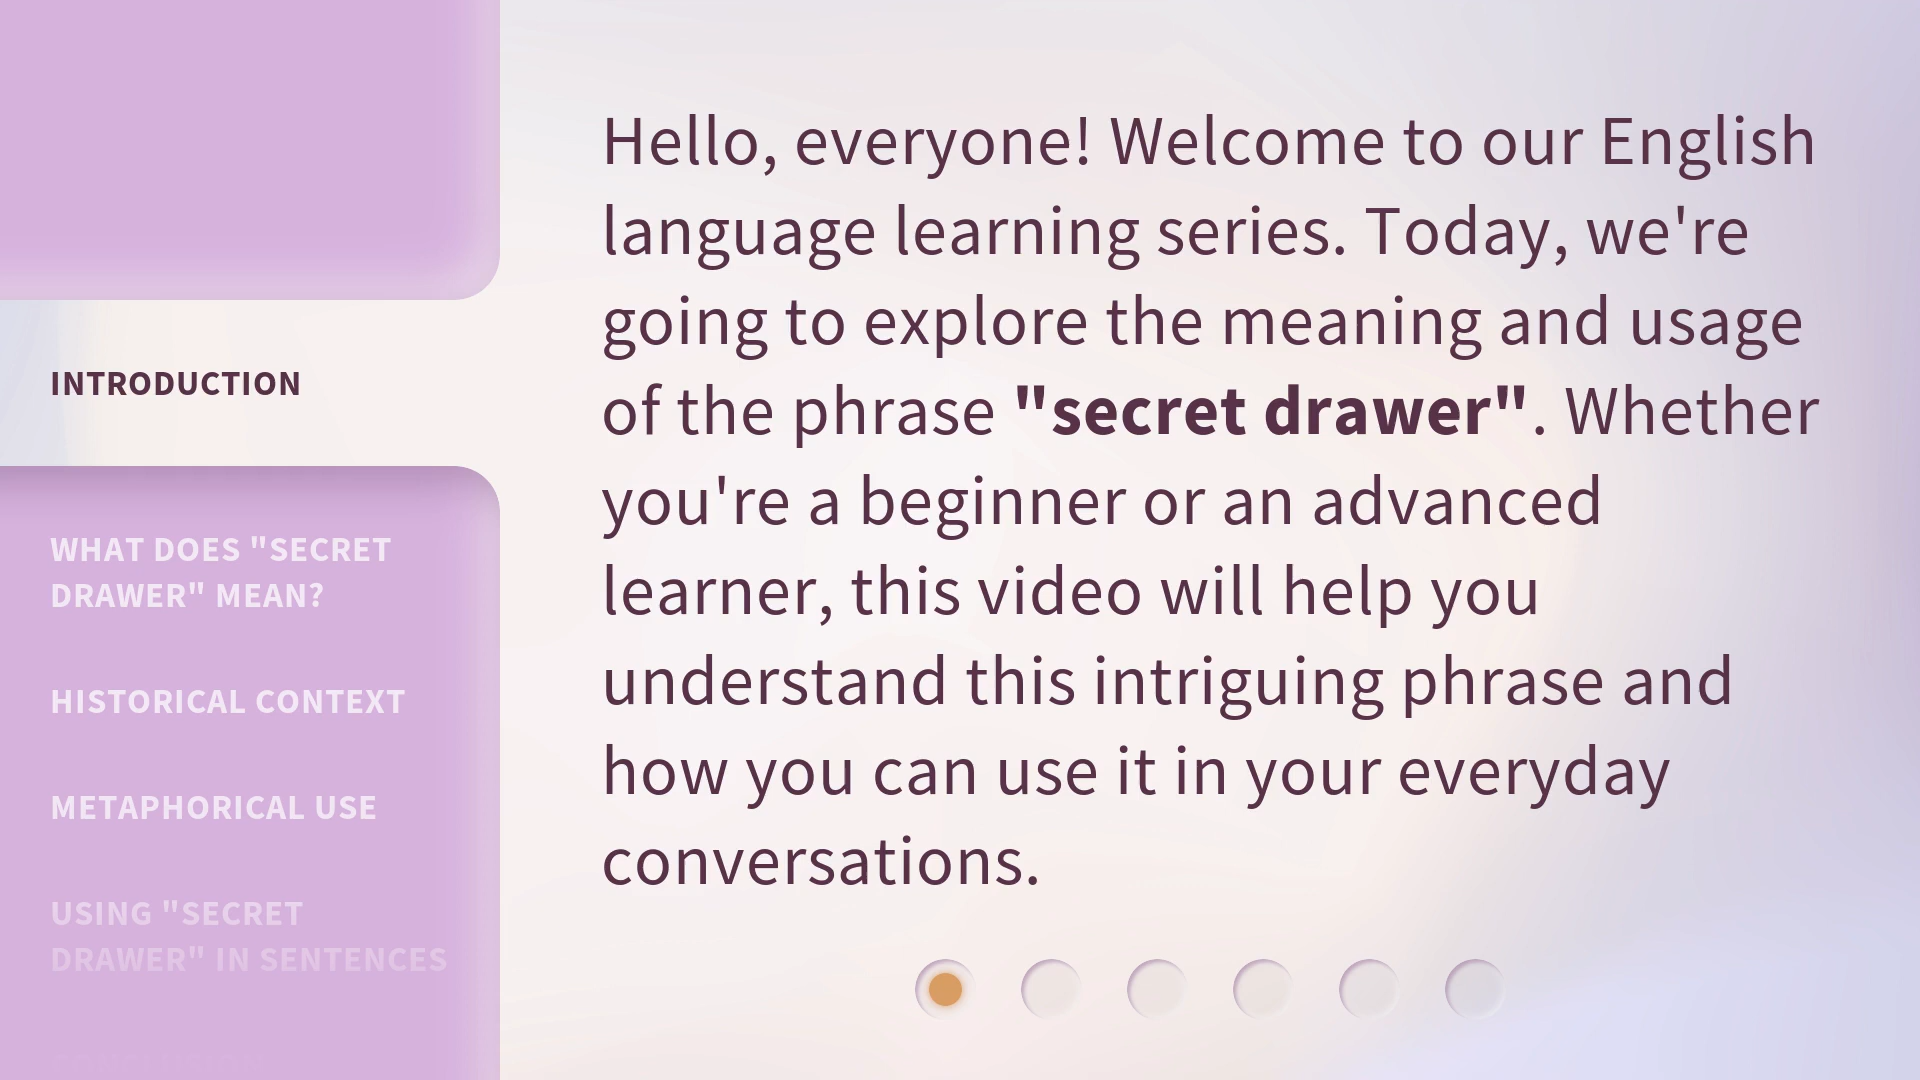 INTRODUCTION
WHAT DOES "SECRET
DRAWER" MEAN?
HISTORICAL CONTEXT
METAPHORICAL USE
USING "SECRET
DRAWER" IN SENTENCES
CONCLUSION
Hello, everyone! Welcome to our English
language learning series. Today, we're
going to explore the meaning and usage
of the phrase "secret drawer". Whether
you're a beginner or an advanced
learner, this video will help you
understand this intriguing phrase and
how you can use it in your everyday
conversations.